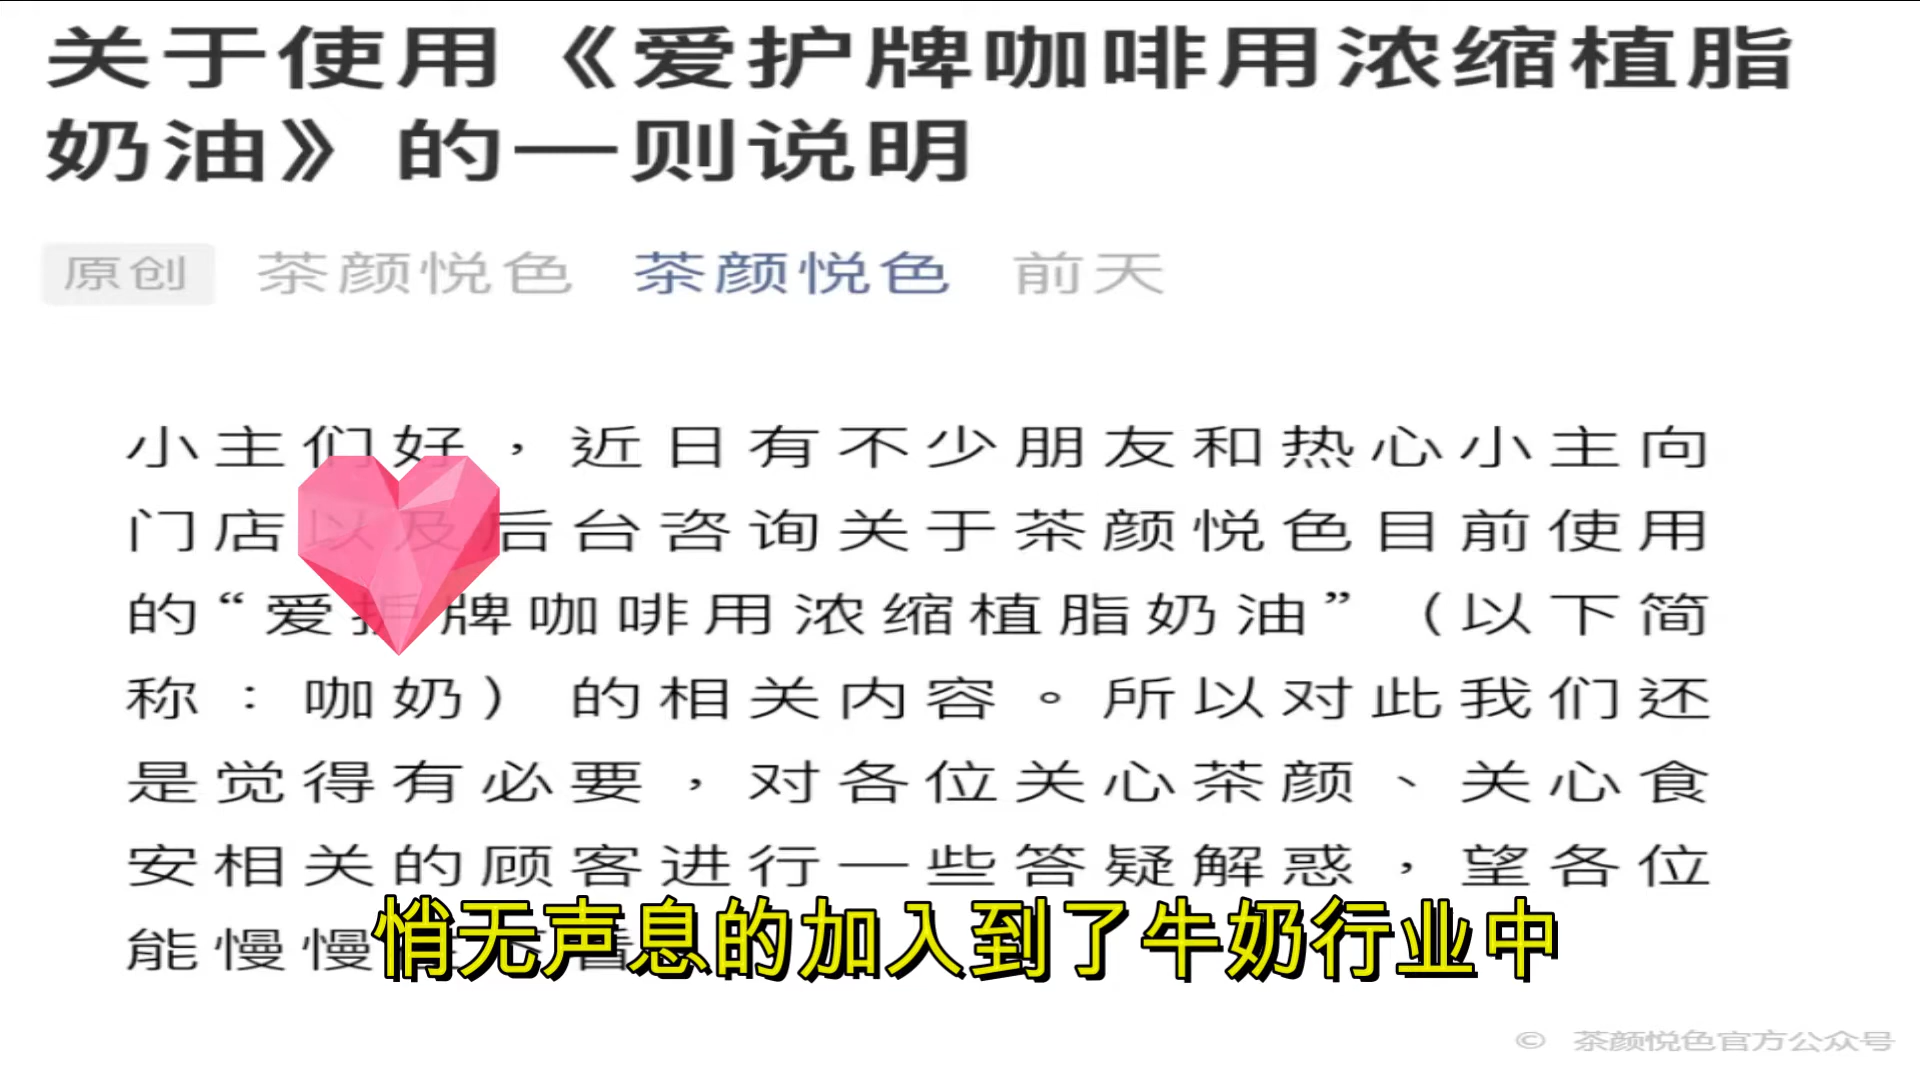 关于使用《爱护牌咖啡用浓缩植脂
奶油》的一则说明
原创 茶颜悦色 茶颜悦色 前天
小主们好，近日有不少朋友和热心小主向
门店以及后台咨询关于茶颜悦色目前使用
的“爱护牌咖啡用浓缩植脂奶油”（以下简
称：咖奶）的相关内容。所以对此我们还
是觉得有必要，对各位关心茶颜、关心食
安相关的顾客进行一些答疑解惑，望各位
能慢慢
悄无声息的加入到了牛奶行业中
© 茶颜悦色官方公众号